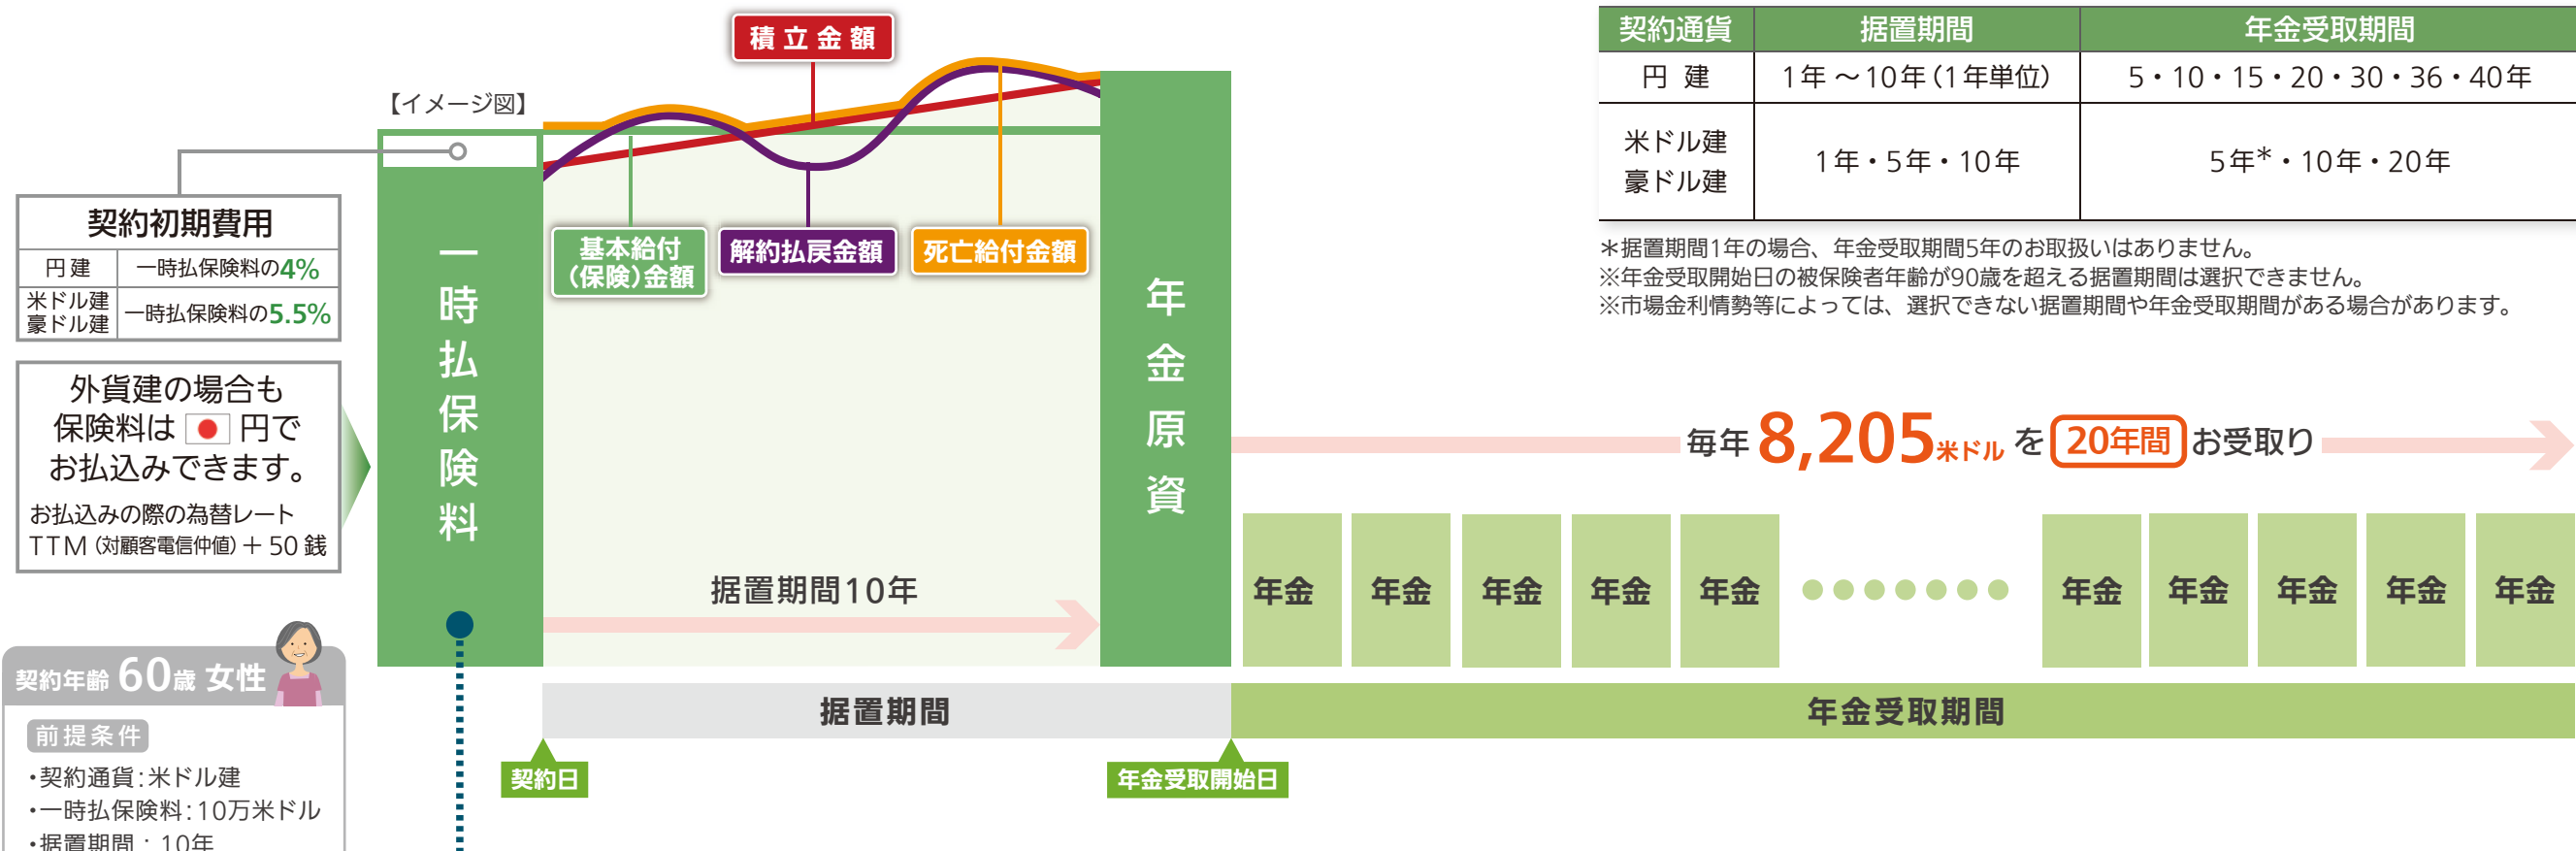 【イメージ図】
積立金額
基本給付
(保険)金額
解約払戻金額
死亡給付金額
契約初期費用
円建 一時払保険料の4%
米ドル建
豪ドル建
一時払保険料の5.5%
外貨建の場合も
保険料は 円で
お払込みできます。
お払込みの際の為替レート
TTM(対顧客電信仲値)＋50銭
一時払保険料
年金原資
据置期間10年
契約通貨 据置期間 年金受取期間
円建 1年～10年(1年単位) 5・10・15・20・30・36・40年
米ドル建
豪ドル建
1年・5年・10年 5年*・10年・20年
＊据置期間1年の場合、年金受取期間5年のお取扱いはありません。
※年金受取開始日の被保険者年齢が90歳を超える据置期間は選択できません。
※市場金利情勢等によっては、選択できない据置期間や年金受取期間がある場合があります。
毎年8,205米ドルを20年間お受取り
年金 年金 年金 年金 年金 ・・・・・・・ 年金 年金 年金 年金 年金
据置期間 年金受取期間
契約日 年金受取開始日
契約年齢60歳 女性
前提条件
・契約通貨：米ドル建
・一時払保険料：10万米ドル
・据置期間：10年